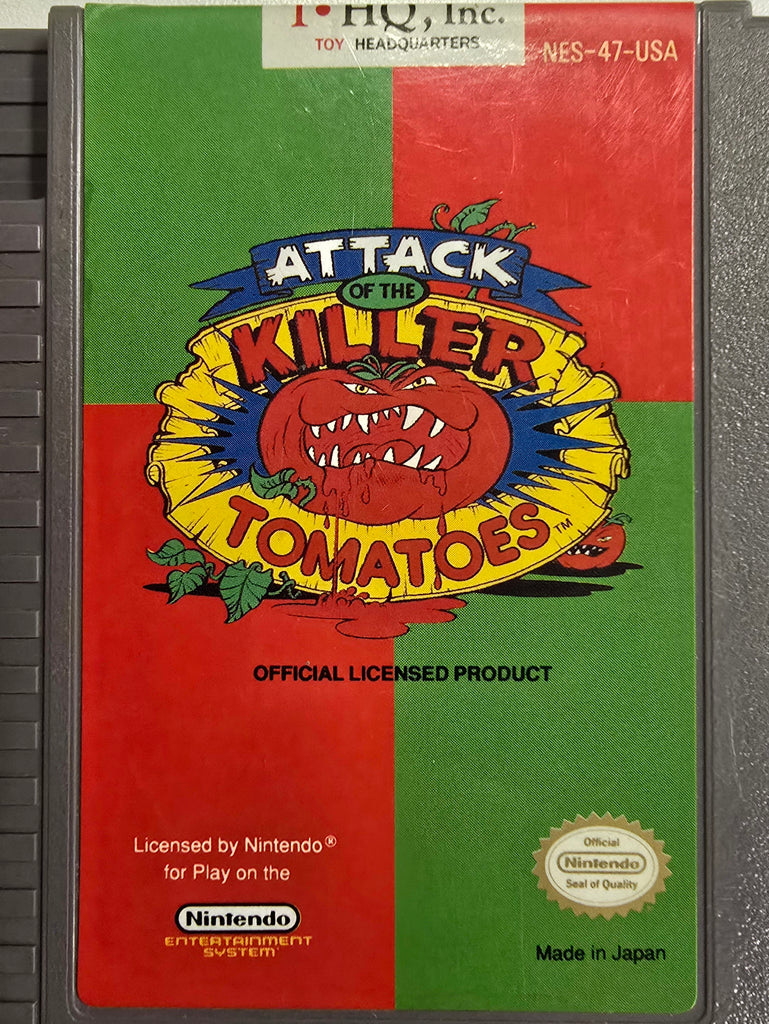 T•HQ, Inc.
TOY HEADQUARTERS
NES-47-USA
ATTACK
OF THE
KILLER
TOMATOES™
OFFICIAL LICENSED PRODUCT
Licensed by Nintendo®
for Play on the
Nintendo
ENTERTAINMENT
SYSTEM™
Official
Nintendo
Seal of Quality
Made in Japan